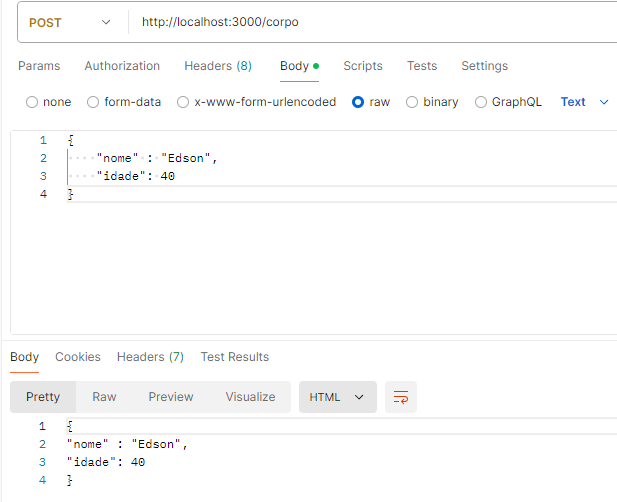 POST http://localhost:3000/corpo
Params Authorization Headers (8) Body Scripts Tests Settings
none form-data x-www-form-urlencoded raw binary GraphQL Text
1 {
2 "nome" : "Edson",
3 "idade": 40
4 }
Body Cookies Headers (7) Test Results
Pretty Raw Preview Visualize HTML
1 {
2 "nome" : "Edson",
3 "idade": 40
4 }